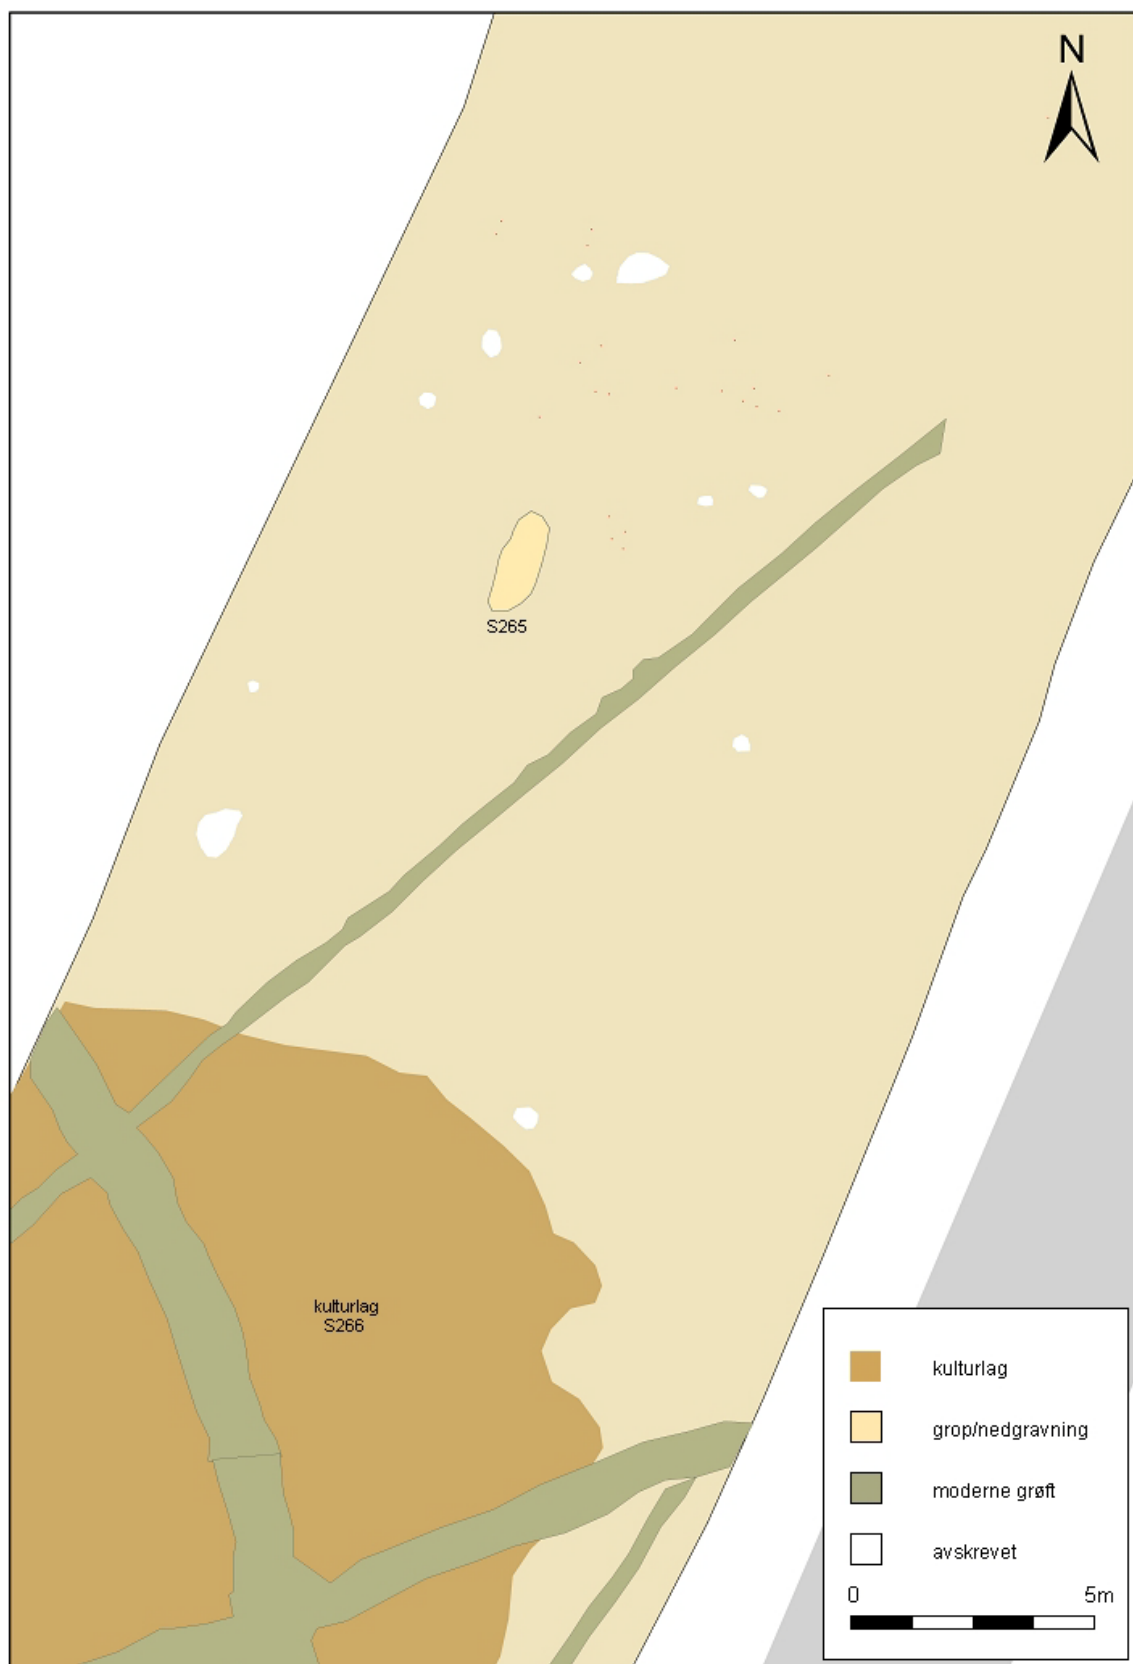 N
S265
kulturlag
S266
kulturlag
grop/nedgravning
moderne grøft
avskrevet
0 5m